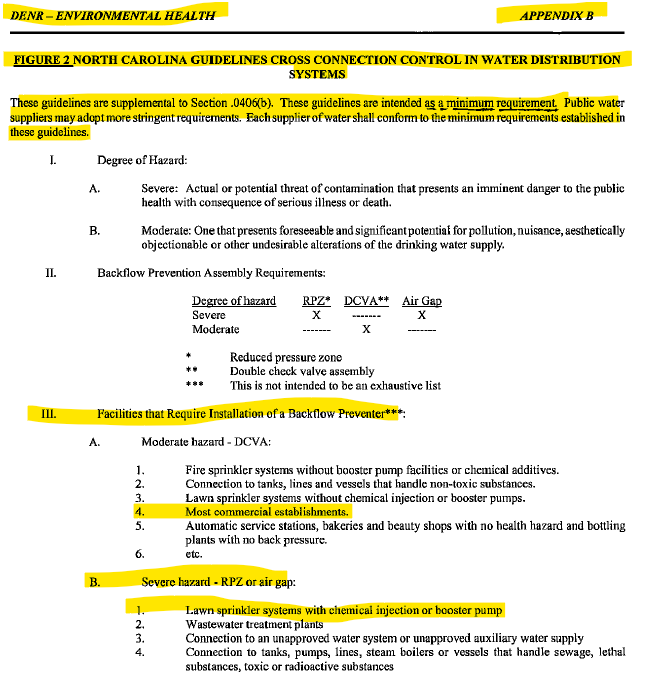 DENR – ENVIRONMENTAL HEALTH APPENDIX B
FIGURE 2 NORTH CAROLINA GUIDELINES CROSS CONNECTION CONTROL IN WATER DISTRIBUTION
SYSTEMS
These guidelines are supplemental to Section .0406(b). These guidelines are intended as a minimum requirement. Public water
suppliers may adopt more stringent requirements. Each supplier of water shall conform to the minimum requirements established in
these guidelines.
I. Degree of Hazard:
A. Severe: Actual or potential threat of contamination that presents an imminent danger to the public
health with consequence of serious illness or death.
B. Moderate: One that presents foreseeable and significant potential for pollution, nuisance, aesthetically
objectionable or other undesirable alterations of the drinking water supply.
II. Backflow Prevention Assembly Requirements:
Degree of hazard RPZ* DCVA** Air Gap
Severe X ------- X
Moderate ------- X -------
* Reduced pressure zone
** Double check valve assembly
*** This is not intended to be an exhaustive list
III. Facilities that Require Installation of a Backflow Preventer***:
A. Moderate hazard - DCVA:
1. Fire sprinkler systems without booster pump facilities or chemical additives.
2. Connection to tanks, lines and vessels that handle non-toxic substances.
3. Lawn sprinkler systems without chemical injection or booster pumps.
4. Most commercial establishments.
5. Automatic service stations, bakeries and beauty shops with no health hazard and bottling
plants with no back pressure.
6. etc.
B. Severe hazard - RPZ or air gap:
1. Lawn sprinkler systems with chemical injection or booster pump
2. Wastewater treatment plants
3. Connection to an unapproved water system or unapproved auxiliary water supply
4. Connection to tanks, pumps, lines, steam boilers or vessels that handle sewage, lethal
substances, toxic or radioactive substances